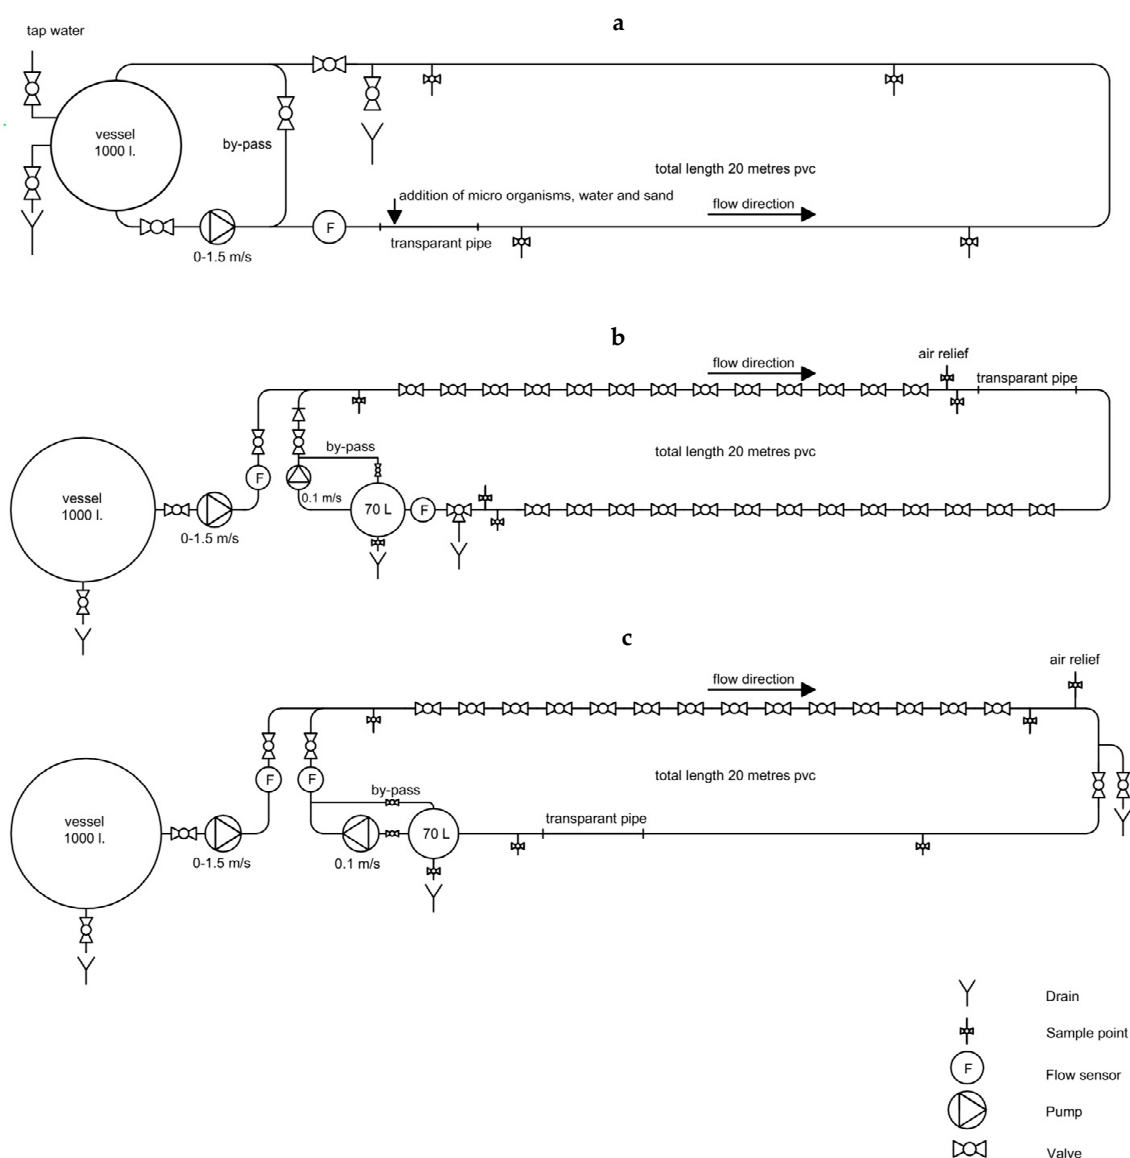 a
tap water
vessel
1000 l.
by-pass
total length 20 metres pvc
addition of micro organisms, water and sand
flow direction
F
transparant pipe
0-1.5 m/s
b
air relief
flow direction
transparant pipe
by-pass
total length 20 metres pvc
vessel
1000 l.
F
0.1 m/s
70 L
F
0-1.5 m/s
c
air relief
flow direction
total length 20 metres pvc
F
F
by-pass
transparant pipe
vessel
1000 l.
70 L
0-1.5 m/s
0.1 m/s
Drain
Sample point
F
Flow sensor
Pump
Valve